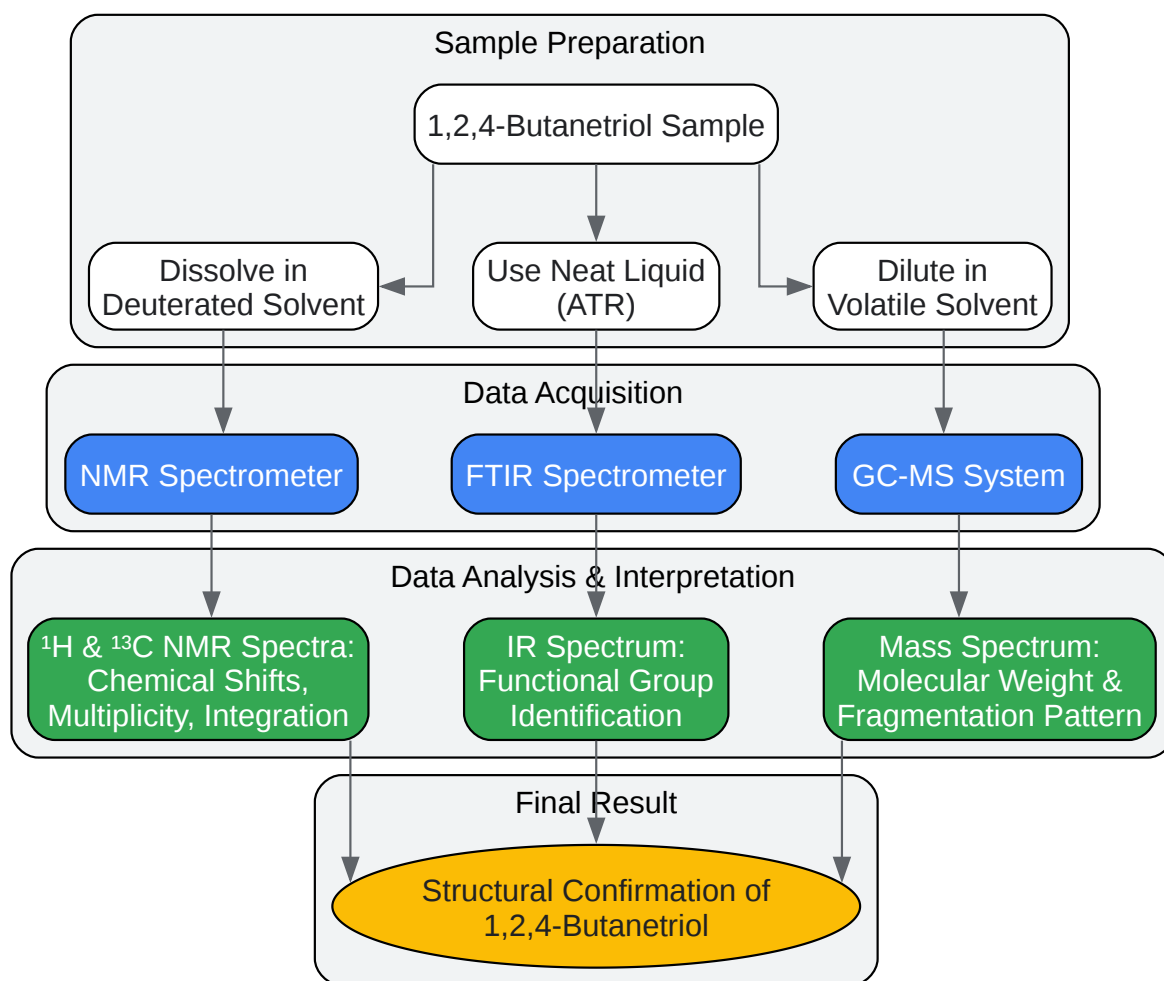 Sample Preparation
1,2,4-Butanetriol Sample
Dissolve in
Deuterated Solvent
Use Neat Liquid
(ATR)
Dilute in
Volatile Solvent
Data Acquisition
NMR Spectrometer
FTIR Spectrometer
GC-MS System
Data Analysis & Interpretation
¹H & ¹³C NMR Spectra:
Chemical Shifts,
Multiplicity, Integration
IR Spectrum:
Functional Group
Identification
Mass Spectrum:
Molecular Weight &
Fragmentation Pattern
Final Result
Structural Confirmation of
1,2,4-Butanetriol